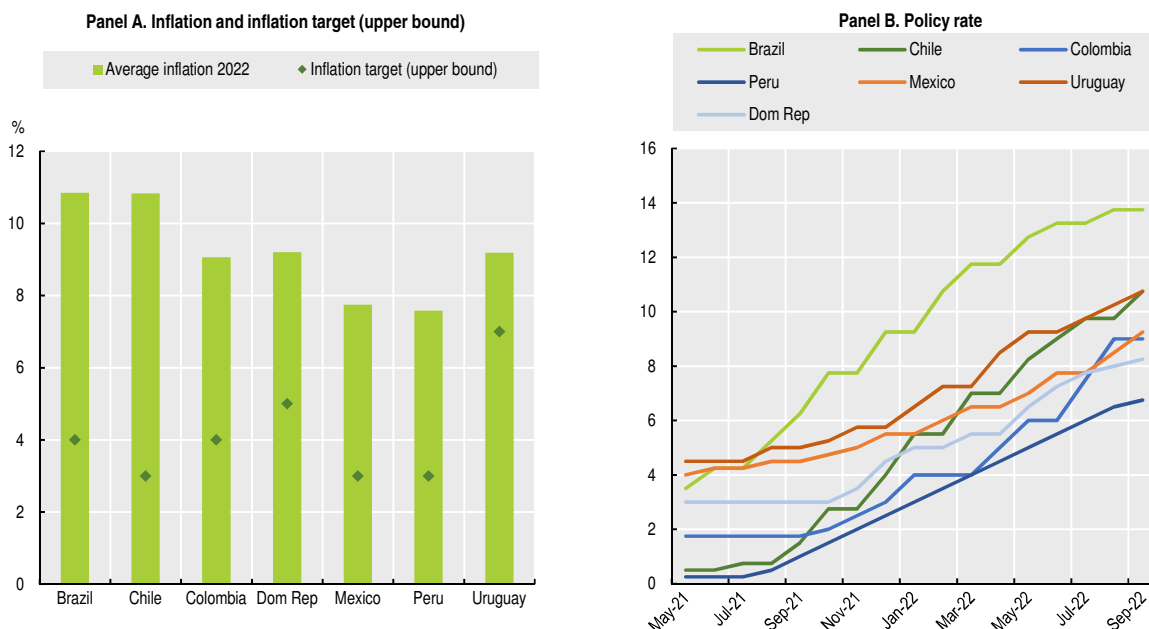 Panel A. Inflation and inflation target (upper bound)
Average inflation 2022 Inflation target (upper bound)
%
12
10
8
6
4
2
0
Brazil Chile Colombia Dom Rep Mexico Peru Uruguay
Panel B. Policy rate
Brazil Chile Colombia
Peru Mexico Uruguay
Dom Rep
16
14
12
10
8
6
4
2
0
May-21 Jul-21 Sep-21 Nov-21 Jan-22 Mar-22 May-22 Jul-22 Sep-22